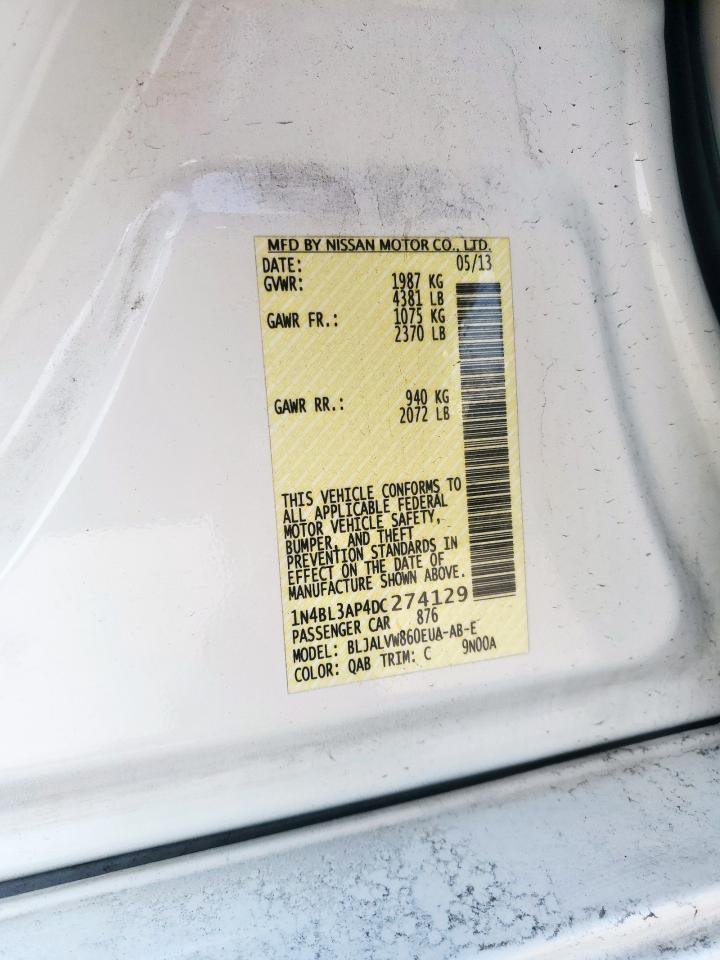 MFD BY NISSAN MOTOR CO., LTD.
DATE: 05/13
GVWR: 1987 KG
4381 LB
GAWR FR.: 1075 KG
2370 LB
GAWR RR.: 940 KG
2072 LB
THIS VEHICLE CONFORMS TO
ALL APPLICABLE FEDERAL
MOTOR VEHICLE SAFETY,
BUMPER, AND THEFT
PREVENTION STANDARDS IN
EFFECT ON THE DATE OF
MANUFACTURE SHOWN ABOVE.
1N4BL3AP4DC274129
PASSENGER CAR 876
MODEL: BLJALVW860EUA-AB-E
COLOR: QAB TRIM: C 9N00A